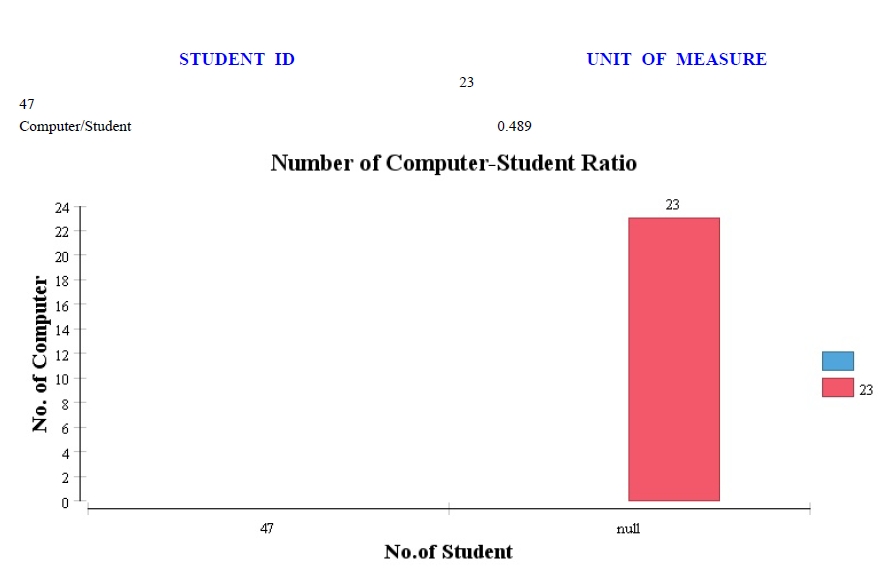 STUDENT ID UNIT OF MEASURE
23
47
Computer/Student 0.489
Number of Computer-Student Ratio
23
24
22
20
18
16
14
12
10
8
6
4
2
0
No. of Computer
23
47 null
No.of Student